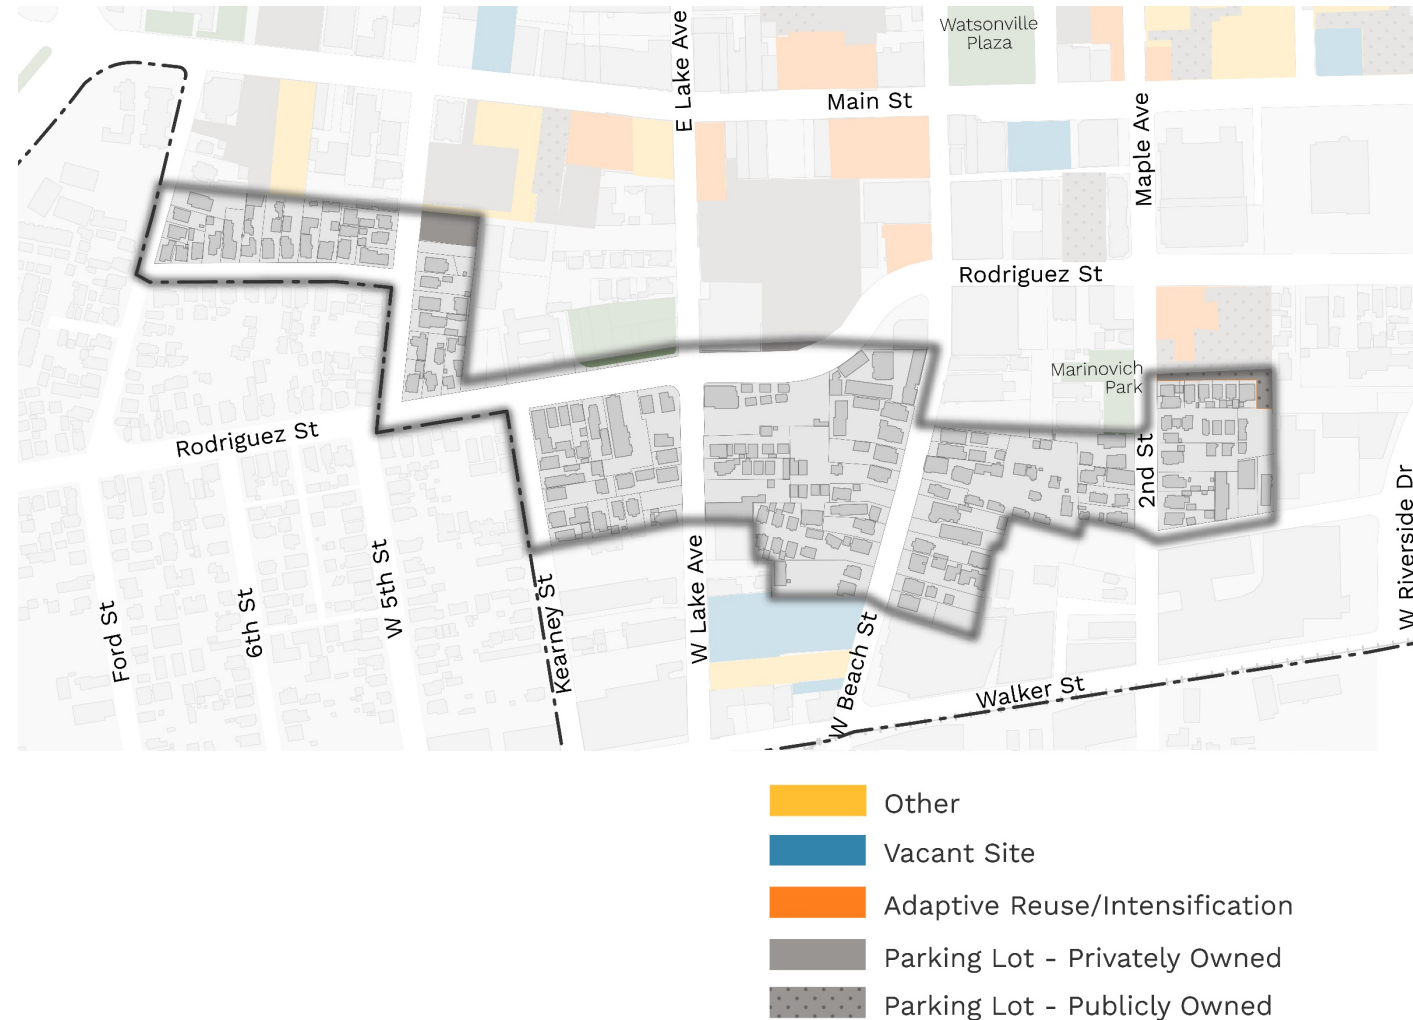 Watsonville
Plaza
E Lake Ave
Main St
Maple Ave
Rodriguez St
Marinovich
Park
Rodriguez St
2nd St
W Riverside Dr
Ford St
6th St
W 5th St
Kearney St
W Lake Ave
W Beach St
Walker St
Other
Vacant Site
Adaptive Reuse/Intensification
Parking Lot - Privately Owned
Parking Lot - Publicly Owned